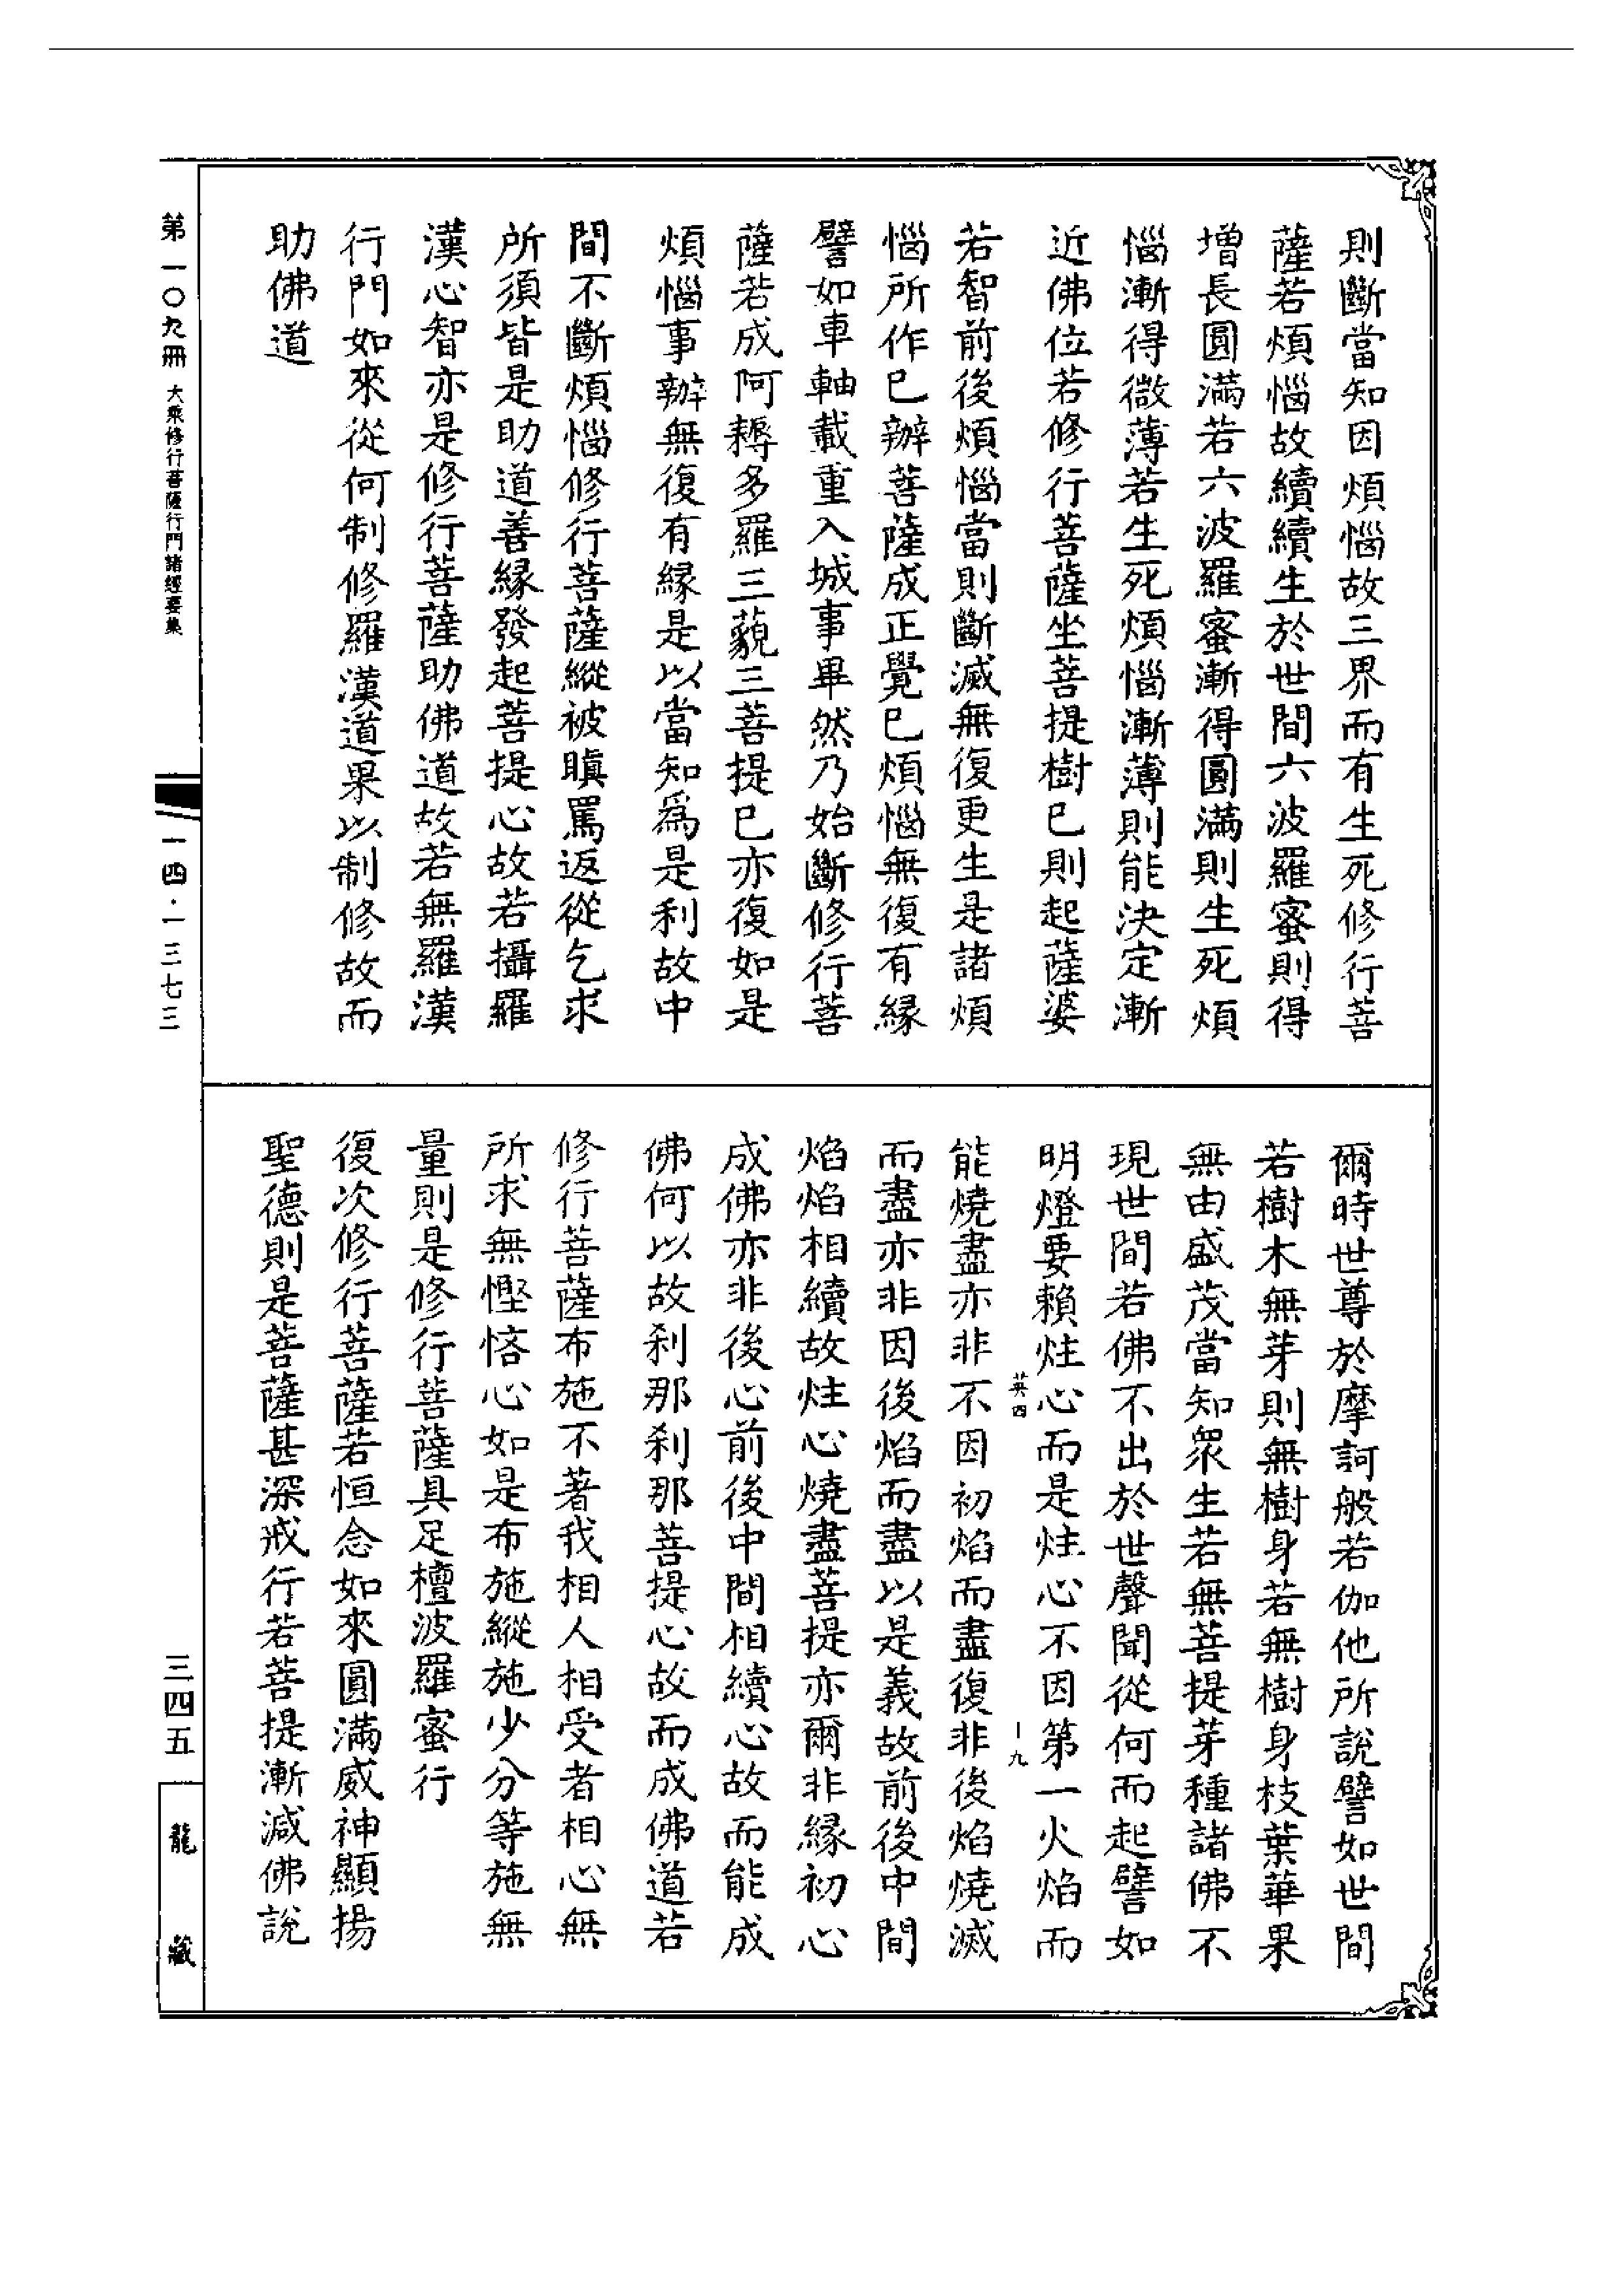 則斷當知因煩惱故三界而有生死修行菩
薩若煩惱故續續生於世間六波羅蜜則得
增長圓滿若六波羅蜜漸得圓滿則生死煩
惱漸得微薄若生死煩惱漸薄則能決定漸
近佛位若修行菩薩坐菩提樹已則起薩婆
若智前後煩惱當則斷滅無復更生是諸煩
惱所作已辦菩薩成正覺已煩惱無復有緣
譬如車軸載重入城事畢然乃始斷修行菩
薩若成阿耨多羅三藐三菩提已亦復如是
煩惱事辦無復有緣是以當知爲是利故中
間不斷煩惱修行菩薩縱被瞋罵返從乞求
所須皆是助道善緣發起菩提心故若攝羅
漢心智亦是修行菩薩助佛道故若無羅漢
行門如來從何制修羅漢道果以制修故而
助佛道
爾時世尊於摩訶般若伽他所說譬如世間
若樹木無芽則無樹身若無樹身枝葉華果
無由盛茂當知眾生若無菩提芽種諸佛不
現世間若佛不出於世聲聞從何而起譬如
明燈要賴炷心而是炷心不因第一火焰而
英四
一九
能燒盡亦非不因初焰而盡復非後焰燒滅
而盡亦非因後焰而盡以是義故前後中間
焰焰相續故炷心燒盡菩提亦爾非緣初心
成佛亦非後心前後中間相續心故而能成
佛何以故刹那刹那菩提心故而成佛道若
修行菩薩布施不著我相人相受者相心無
所求無慳悋心如是布施縱施少分等施無
量則是修行菩薩具足檀波羅蜜行
復次修行菩薩若恒念如來圓滿威神顯揚
聖德則是菩薩甚深戒行若菩提漸減佛說
第一〇九冊 大乘修行菩薩行門諸經要集
一四·一三七三
三四五
龍藏